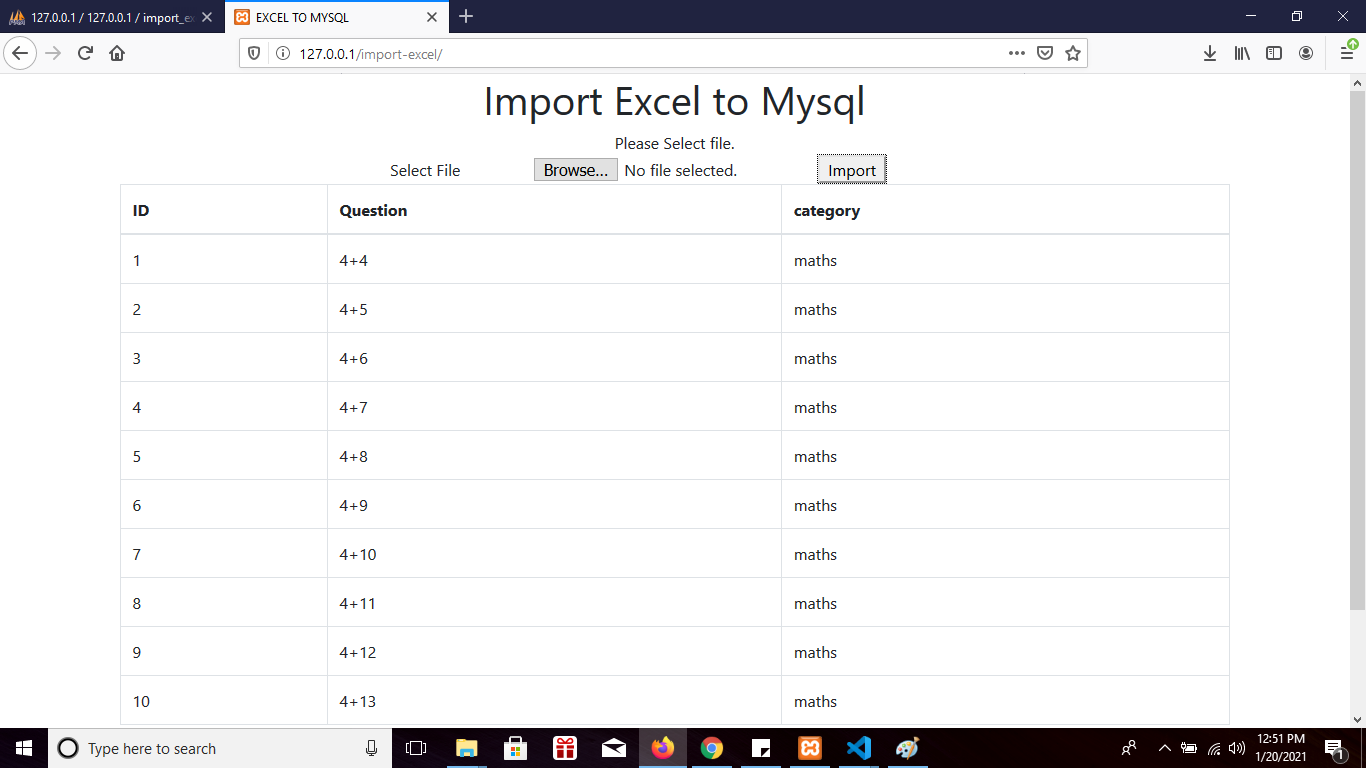 127.0.0.1 / 127.0.0.1 / import_ex
EXCEL TO MYSQL
127.0.0.1/import-excel/
Import Excel to Mysql
Please Select file.
Select File Browse... No file selected. Import
ID Question category
1 4+4 maths
2 4+5 maths
3 4+6 maths
4 4+7 maths
5 4+8 maths
6 4+9 maths
7 4+10 maths
8 4+11 maths
9 4+12 maths
10 4+13 maths
Type here to search
12:51 PM
1/20/2021
1